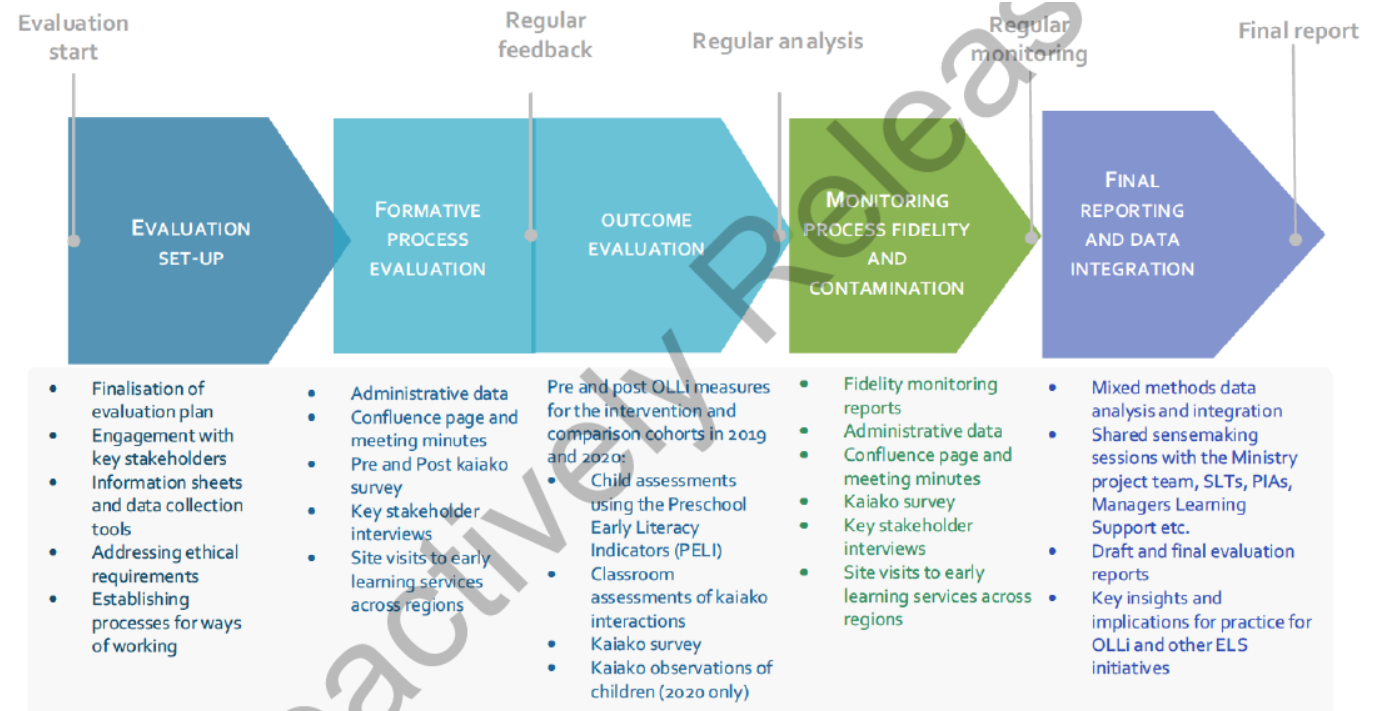 Evaluation
start
Regular
feedback
Regular analysis
Regular
monitoring
Final report
EVALUATION
SET-UP
FORMATIVE
PROCESS
EVALUATION
OUTCOME
EVALUATION
MONITORING
PROCESS FIDELITY
AND
CONTAMINATION
FINAL
REPORTING
AND DATA
INTEGRATION
• Finalisation of
evaluation plan
• Engagement with
key stakeholders
• Information sheets
and data collection
tools
• Addressing ethical
requirements
• Establishing
processes for ways
of working
• Administrative data
• Confluence page and
meeting minutes
• Pre and Post kaiako
survey
• Key stakeholder
interviews
• Site visits to early
learning services
across regions
Pre and post OLLi measures
for the intervention and
comparison cohorts in 2019
and 2020:
• Child assessments
using the Preschool
Early Literacy
Indicators (PELI)
• Classroom
assessments of kaiako
interactions
• Kaiako survey
• Kaiako observations of
children (2020 only)
• Fidelity monitoring
reports
• Administrative data
• Confluence page and
meeting minutes
• Kaiako survey
• Key stakeholder
interviews
• Site visits to early
learning services across
regions
• Mixed methods data
analysis and integration
• Shared sensemaking
sessions with the Ministry
project team, SLTs, PIAs,
Managers Learning
Support etc.
• Draft and final evaluation
reports
• Key insights and
implications for practice for
OLLi and other ELS
initiatives
actively Releas